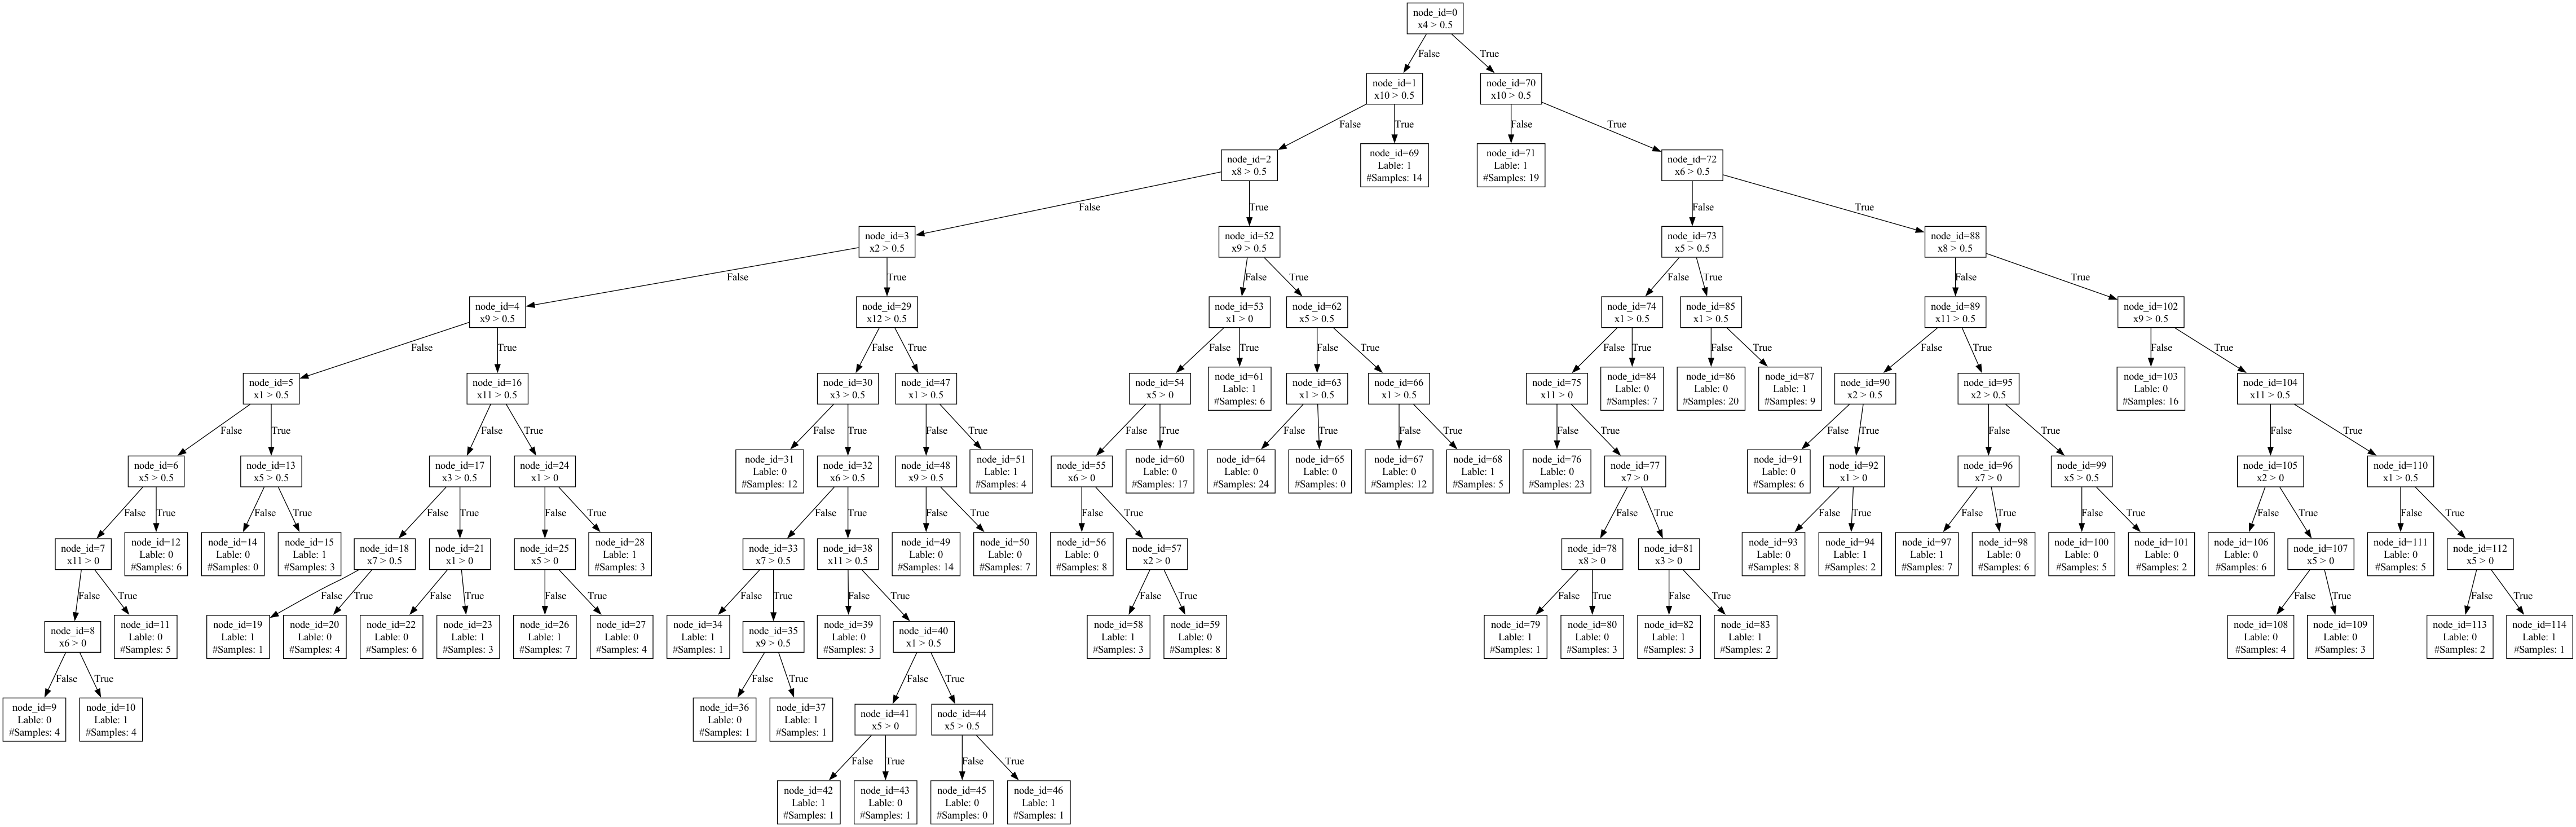 node_id=0
x4 > 0.5
False
True
node_id=1
x10 > 0.5
node_id=70
x10 > 0.5
False
True
False
True
node_id=2
x8 > 0.5
node_id=69
Lable: 1
#Samples: 14
node_id=71
Lable: 1
#Samples: 19
node_id=72
x6 > 0.5
False
True
False
True
node_id=3
x2 > 0.5
node_id=52
x9 > 0.5
node_id=73
x5 > 0.5
node_id=88
x8 > 0.5
False
True
False
True
False
True
False
True
node_id=4
x9 > 0.5
node_id=29
x12 > 0.5
node_id=53
x1 > 0
node_id=62
x5 > 0.5
node_id=74
x1 > 0.5
node_id=85
x1 > 0.5
node_id=89
x11 > 0.5
node_id=102
x9 > 0.5
False
True
False
True
False
True
False
True
False
True
False
True
False
True
False
True
node_id=5
x1 > 0.5
node_id=16
x11 > 0.5
node_id=30
x3 > 0.5
node_id=47
x1 > 0.5
node_id=54
x5 > 0
node_id=61
Lable: 1
#Samples: 6
node_id=63
x1 > 0.5
node_id=66
x1 > 0.5
node_id=75
x11 > 0
node_id=84
Lable: 0
#Samples: 7
node_id=86
Lable: 0
#Samples: 20
node_id=87
Lable: 1
#Samples: 9
node_id=90
x2 > 0.5
node_id=95
x2 > 0.5
node_id=103
Lable: 0
#Samples: 16
node_id=104
x11 > 0.5
False
True
False
True
False
True
False
True
False
True
False
True
False
True
False
True
False
True
False
True
False
True
node_id=6
x5 > 0.5
node_id=13
x5 > 0.5
node_id=17
x3 > 0.5
node_id=24
x1 > 0
node_id=31
Lable: 0
#Samples: 12
node_id=32
x6 > 0.5
node_id=48
x9 > 0.5
node_id=51
Lable: 1
#Samples: 4
node_id=55
x6 > 0
node_id=60
Lable: 0
#Samples: 17
node_id=64
Lable: 0
#Samples: 24
node_id=65
Lable: 0
#Samples: 0
node_id=67
Lable: 0
#Samples: 12
node_id=68
Lable: 1
#Samples: 5
node_id=76
Lable: 0
#Samples: 23
node_id=77
x7 > 0
node_id=91
Lable: 0
#Samples: 6
node_id=92
x1 > 0
node_id=96
x7 > 0
node_id=99
x5 > 0.5
node_id=105
x2 > 0
node_id=110
x1 > 0.5
False
True
False
True
False
True
False
True
False
True
False
True
False
True
False
True
False
True
False
True
False
True
False
True
False
True
node_id=7
x11 > 0
node_id=12
Lable: 0
#Samples: 6
node_id=14
Lable: 0
#Samples: 0
node_id=15
Lable: 1
#Samples: 3
node_id=18
x7 > 0.5
node_id=21
x1 > 0
node_id=25
x5 > 0
node_id=28
Lable: 1
#Samples: 3
node_id=33
x7 > 0.5
node_id=38
x11 > 0.5
node_id=49
Lable: 0
#Samples: 14
node_id=50
Lable: 0
#Samples: 7
node_id=56
Lable: 0
#Samples: 8
node_id=57
x2 > 0
node_id=78
x8 > 0
node_id=81
x3 > 0
node_id=93
Lable: 0
#Samples: 8
node_id=94
Lable: 1
#Samples: 2
node_id=97
Lable: 1
#Samples: 7
node_id=98
Lable: 0
#Samples: 6
node_id=100
Lable: 0
#Samples: 5
node_id=101
Lable: 0
#Samples: 2
node_id=106
Lable: 0
#Samples: 6
node_id=107
x5 > 0
node_id=111
Lable: 0
#Samples: 5
node_id=112
x5 > 0
False
True
False
True
False
True
False
True
False
True
False
True
False
True
False
True
False
True
False
True
False
True
node_id=8
x6 > 0
node_id=11
Lable: 0
#Samples: 5
node_id=19
Lable: 1
#Samples: 1
node_id=20
Lable: 0
#Samples: 4
node_id=22
Lable: 0
#Samples: 6
node_id=23
Lable: 1
#Samples: 3
node_id=26
Lable: 1
#Samples: 7
node_id=27
Lable: 0
#Samples: 4
node_id=34
Lable: 1
#Samples: 1
node_id=35
x9 > 0.5
node_id=39
Lable: 0
#Samples: 3
node_id=40
x1 > 0.5
node_id=58
Lable: 1
#Samples: 3
node_id=59
Lable: 0
#Samples: 8
node_id=79
Lable: 1
#Samples: 1
node_id=80
Lable: 0
#Samples: 3
node_id=82
Lable: 1
#Samples: 3
node_id=83
Lable: 1
#Samples: 2
node_id=108
Lable: 0
#Samples: 4
node_id=109
Lable: 0
#Samples: 3
node_id=113
Lable: 0
#Samples: 2
node_id=114
Lable: 1
#Samples: 1
False
True
False
True
False
True
node_id=9
Lable: 0
#Samples: 4
node_id=10
Lable: 1
#Samples: 4
node_id=36
Lable: 0
#Samples: 1
node_id=37
Lable: 1
#Samples: 1
node_id=41
x5 > 0
node_id=44
x5 > 0.5
False
True
False
True
node_id=42
Lable: 1
#Samples: 1
node_id=43
Lable: 0
#Samples: 1
node_id=45
Lable: 0
#Samples: 0
node_id=46
Lable: 1
#Samples: 1